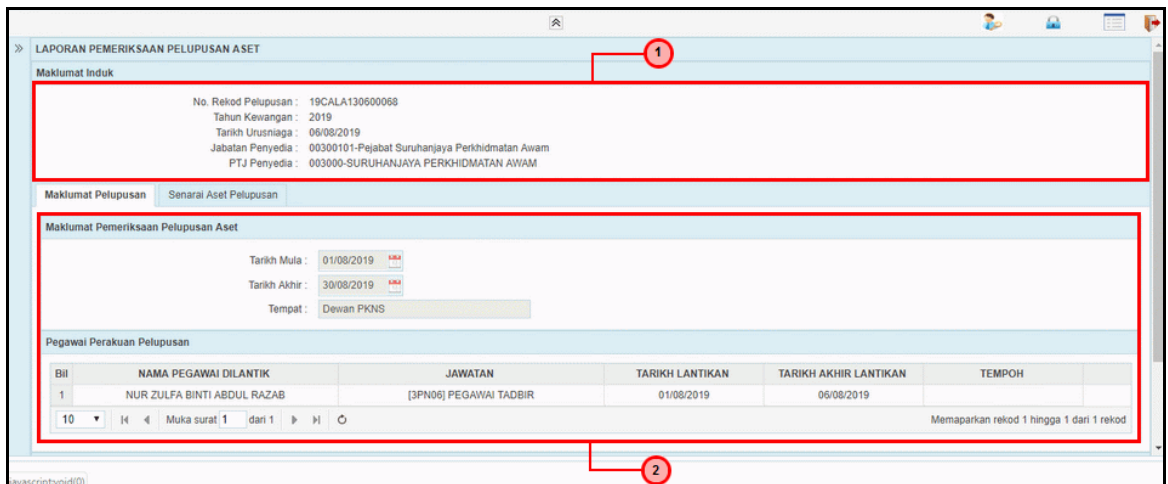 LAPORAN PEMERIKSAAN PELUPUSAN ASET
1
Maklumat Induk
No. Rekod Pelupusan : 19CALA130600068
Tahun Kewangan : 2019
Tarikh Urusniaga : 06/08/2019
Jabatan Penyedia : 00300101-Pejabat Suruhanjaya Perkhidmatan Awam
PTJ Penyedia : 003000-SURUHANJAYA PERKHIDMATAN AWAM
Maklumat Pelupusan Senarai Aset Pelupusan
Maklumat Pemeriksaan Pelupusan Aset
Tarikh Mula : 01/08/2019
Tarikh Akhir : 30/08/2019
Tempat : Dewan PKNS
Pegawai Perakuan Pelupusan
Bil NAMA PEGAWAI DILANTIK JAWATAN TARIKH LANTIKAN TARIKH AKHIR LANTIKAN TEMPOH
1 NUR ZULFA BINTI ABDUL RAZAB [3PN06] PEGAWAI TADBIR 01/08/2019 06/08/2019
10 Muka surat 1 dari 1 Memaparkan rekod 1 hingga 1 dari 1 rekod
2
javascript:void(0)